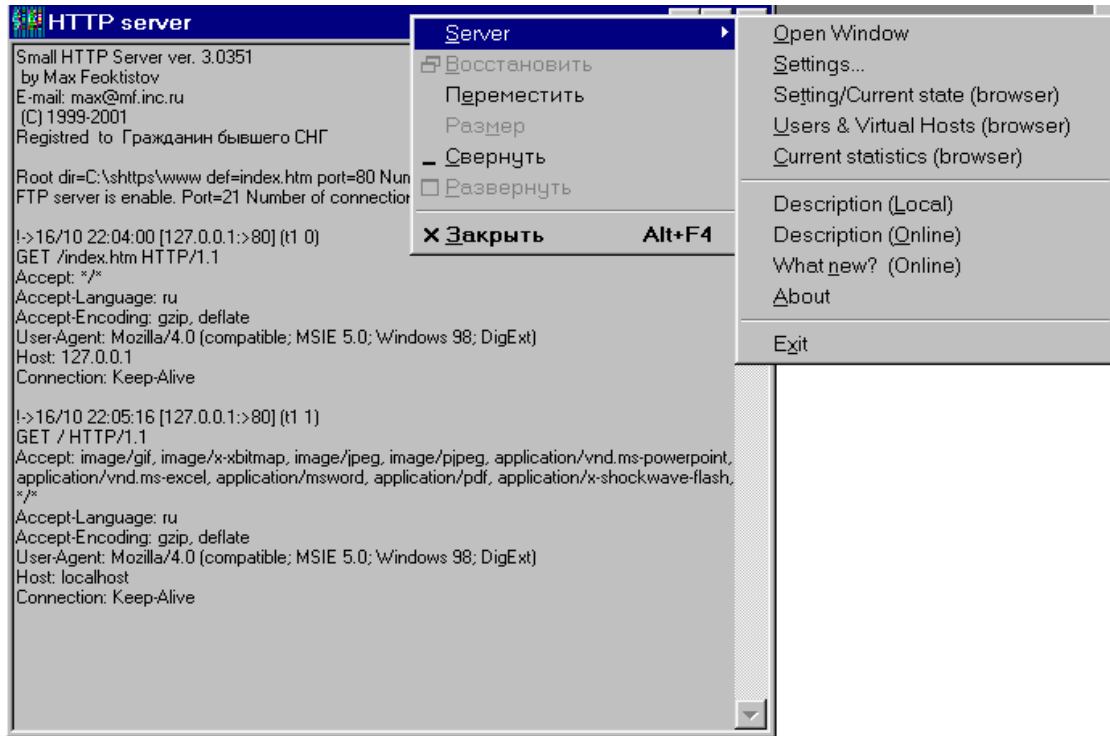 HTTP server
Small HTTP Server ver. 3.0351
by Max Feoktistov
E-mail: max@mf.inc.ru
(C) 1999-2001
Registred to Гражданин бывшего СНГ
Root dir=C:\shttps\www def=index.htm port=80 Num
FTP server is enable. Port=21 Number of connection
!->16/10 22:04:00 [127.0.0.1:>80] (t1 0)
GET /index.htm HTTP/1.1
Accept: */*
Accept-Language: ru
Accept-Encoding: gzip, deflate
User-Agent: Mozilla/4.0 (compatible; MSIE 5.0; Windows 98; DigExt)
Host: 127.0.0.1
Connection: Keep-Alive
!->16/10 22:05:16 [127.0.0.1:>80] (t1 1)
GET / HTTP/1.1
Accept: image/gif, image/x-xbitmap, image/jpeg, image/pjpeg, application/vnd.ms-powerpoint,
application/vnd.ms-excel, application/msword, application/pdf, application/x-shockwave-flash,
*/*
Accept-Language: ru
Accept-Encoding: gzip, deflate
User-Agent: Mozilla/4.0 (compatible; MSIE 5.0; Windows 98; DigExt)
Host: localhost
Connection: Keep-Alive
Server
Восстановить
Переместить
Размер
Свернуть
Развернуть
Закрыть Alt+F4
Open Window
Settings...
Setting/Current state (browser)
Users & Virtual Hosts (browser)
Current statistics (browser)
Description (Local)
Description (Online)
What new? (Online)
About
Exit